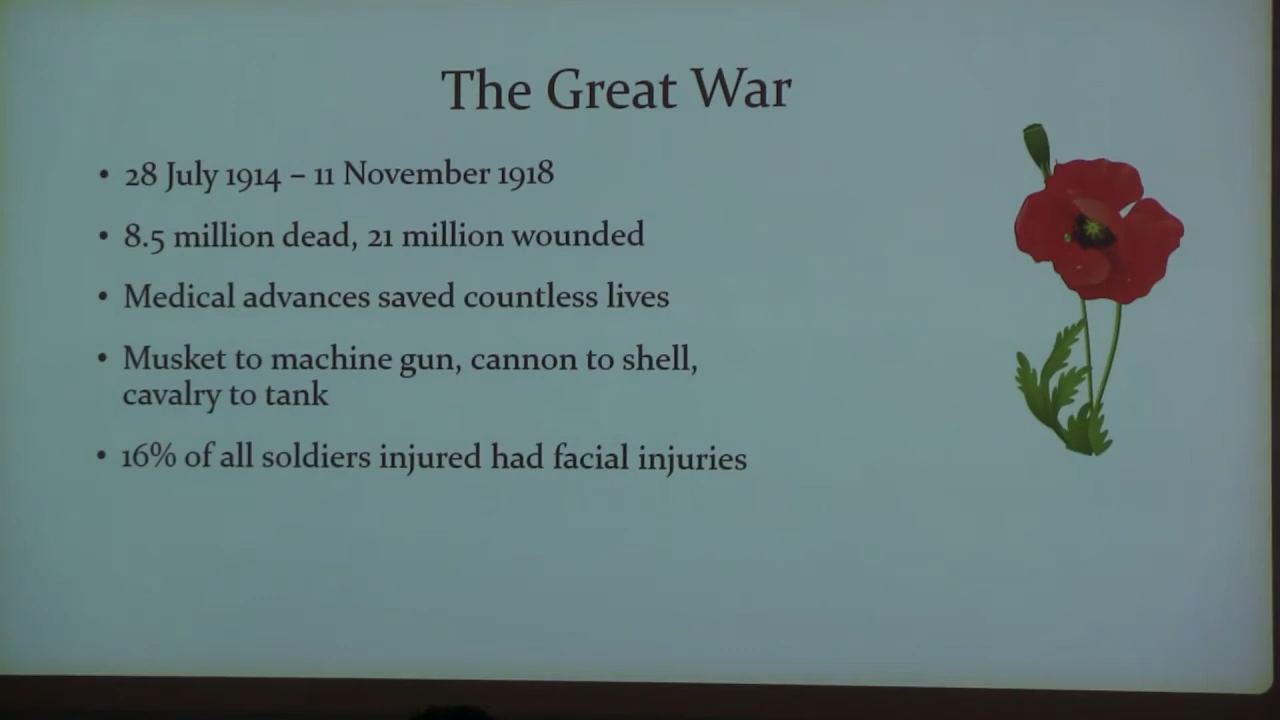 The Great War
• 28 July 1914 – 11 November 1918
• 8.5 million dead, 21 million wounded
• Medical advances saved countless lives
• Musket to machine gun, cannon to shell,
cavalry to tank
• 16% of all soldiers injured had facial injuries